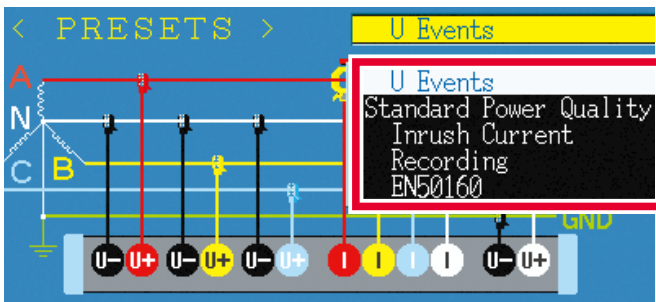 < PRESETS > U Events
A U Events
Standard Power Quality
N Inrush Current
Recording
C B EN50160
GND
U- U+ U- U+ U- U+ I I I I U- U+